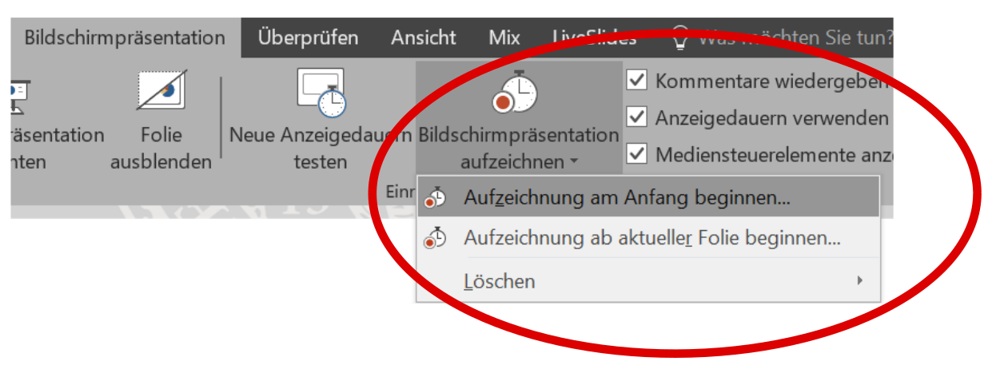 Bildschirmpräsentation Überprüfen Ansicht Mix LiveSlides Was möchten Sie tun?
Kommentare wiedergeben
räsentation Folie Neue Anzeigedauern Bildschirmpräsentation Anzeigedauern verwenden
nten ausblenden testen aufzeichnen Mediensteuerelemente anz
Einr
Aufzeichnung am Anfang beginnen...
Aufzeichnung ab aktueller Folie beginnen...
Löschen